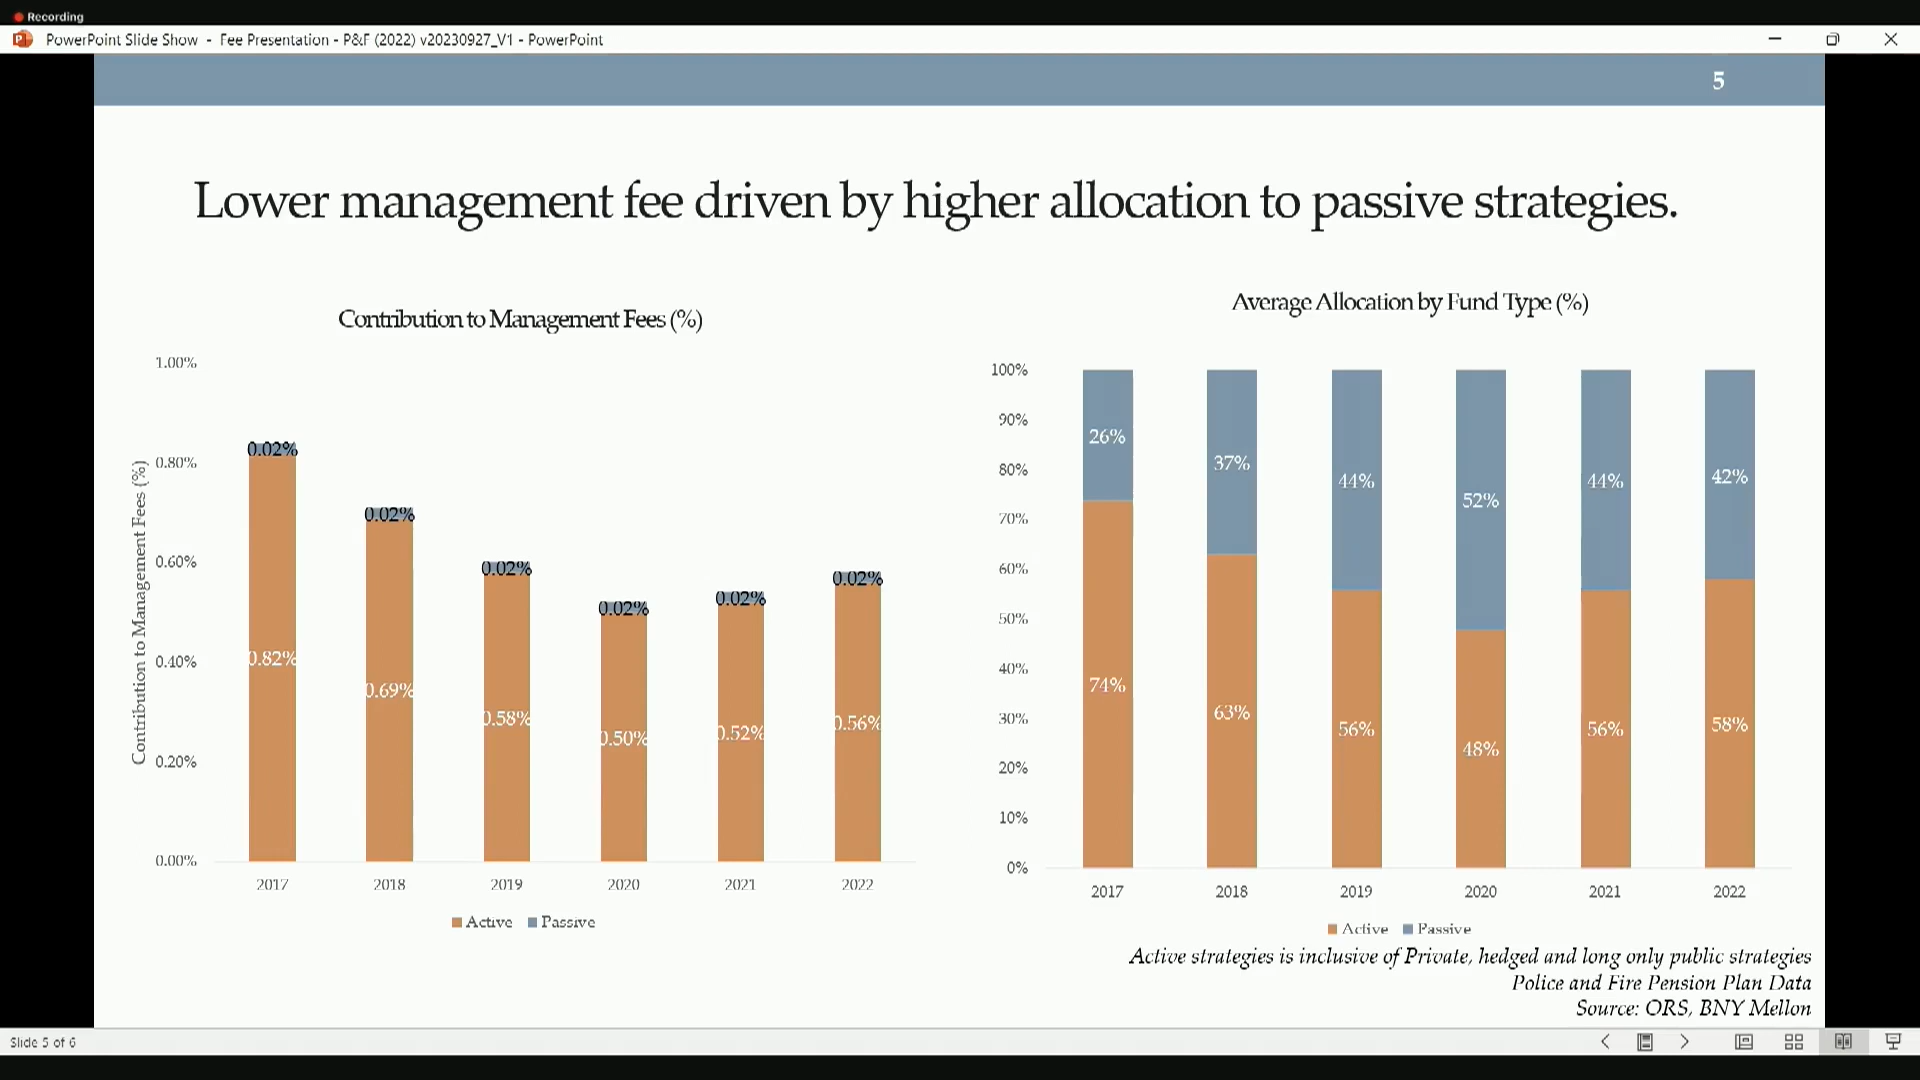 Recording
PowerPoint Slide Show - Fee Presentation - P&F (2022) v20230927_V1 - PowerPoint
5
Lower management fee driven by higher allocation to passive strategies.
Contribution to Management Fees (%)
Contribution to Management Fees (%)
1.00%
0.80%
0.60%
0.40%
0.20%
0.00%
0.02%
0.02%
0.02%
0.02%
0.02%
0.02%
0.82%
0.69%
0.58%
0.50%
0.52%
0.56%
2017 2018 2019 2020 2021 2022
Active Passive
Average Allocation by Fund Type (%)
100%
90%
80%
70%
60%
50%
40%
30%
20%
10%
0%
26% 37% 44% 52% 44% 42%
74% 63% 56% 48% 56% 58%
2017 2018 2019 2020 2021 2022
Active Passive
Active strategies is inclusive of Private, hedged and long only public strategies
Police and Fire Pension Plan Data
Source: ORS, BNY Mellon
Slide 5 of 6